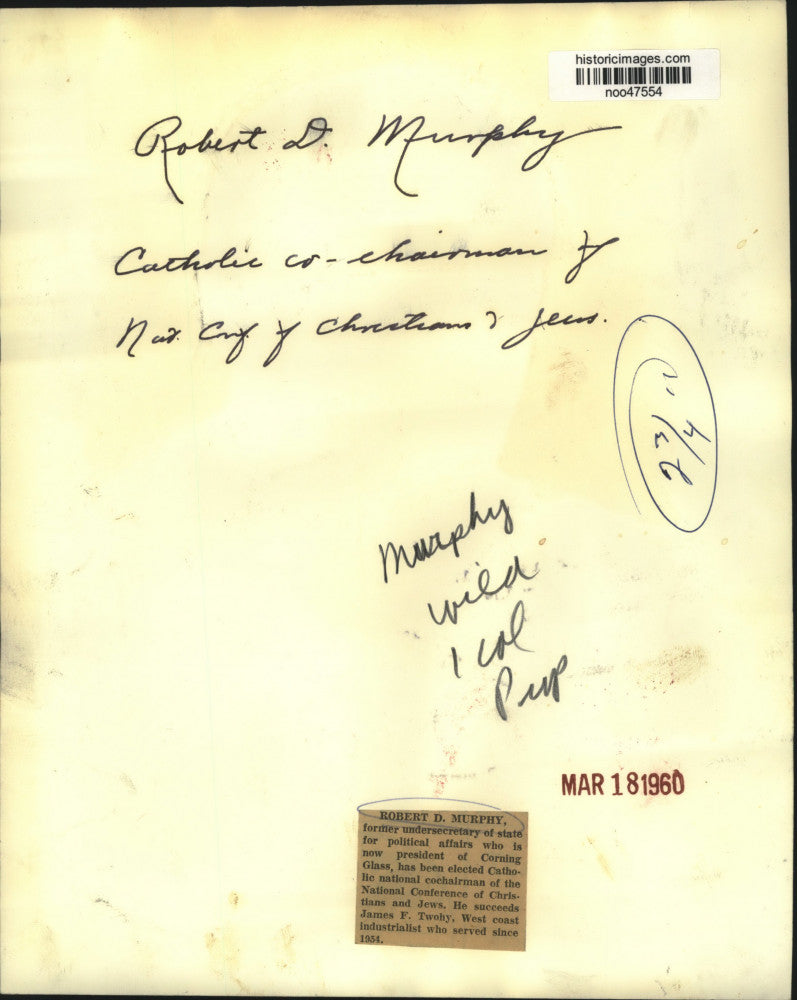 historicimages.com
noo47554
Robert D. Murphy
Catholic co-chairman of
Nat. Conf. of Christians & Jews.
Murphy
wild
1 col
Pup
MAR 18 1960
ROBERT D. MURPHY,
former undersecretary of state
for political affairs who is
now president of Corning
Glass, has been elected Catho-
lic national cochairman of the
National Conference of Chris-
tians and Jews. He succeeds
James F. Twohy, West coast
industrialist who served since
1954.